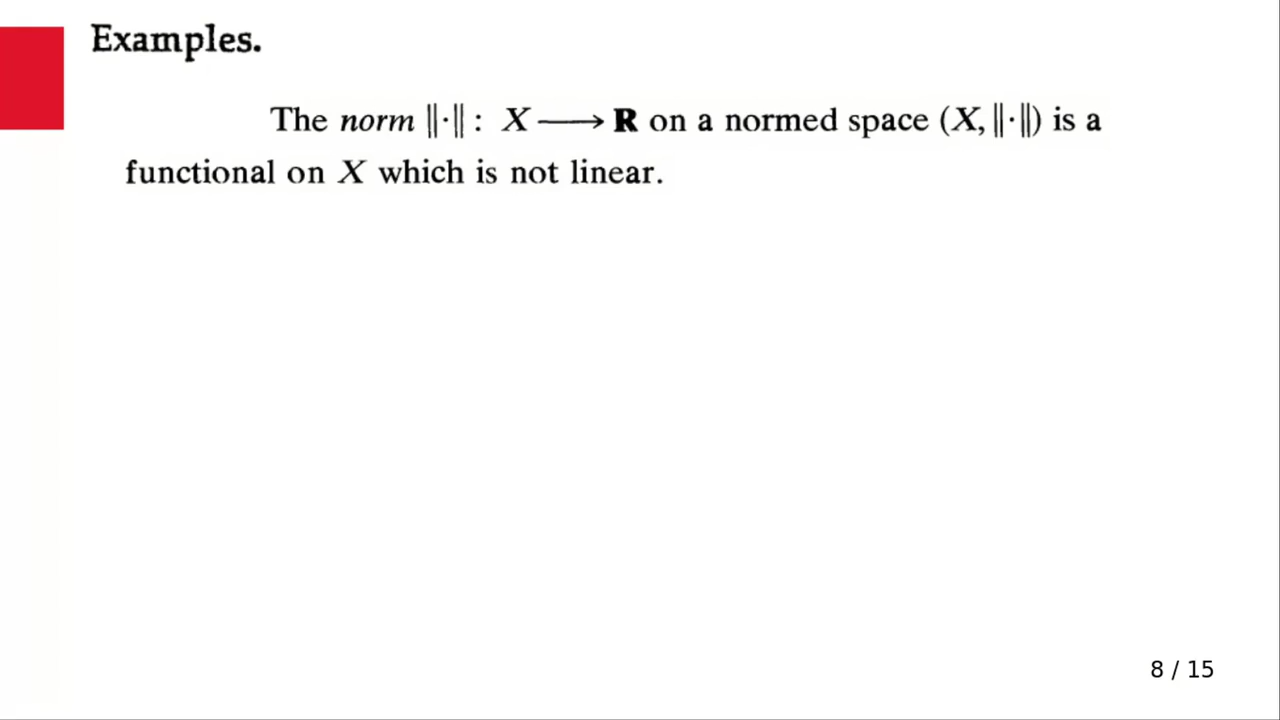 Examples.
The norm ‖·‖ : X ⟶ R on a normed space (X, ‖·‖) is a
functional on X which is not linear.
8 / 15